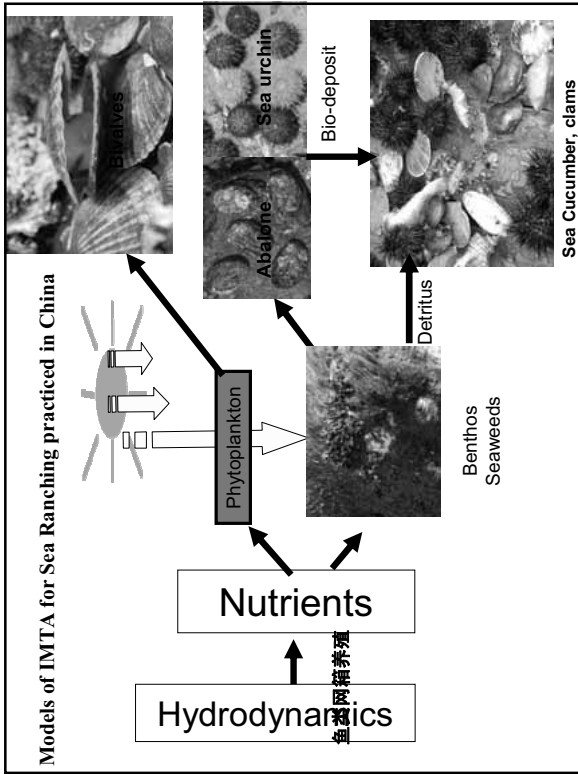 Models of IMTA for Sea Ranching practiced in China
Hydrodynamics
鱼类网箱养殖
Nutrients
Phytoplankton
Benthos
Seaweeds
Bivalves
Abalone
Sea urchin
Bio-deposit
Detritus
Sea Cucumber, clams